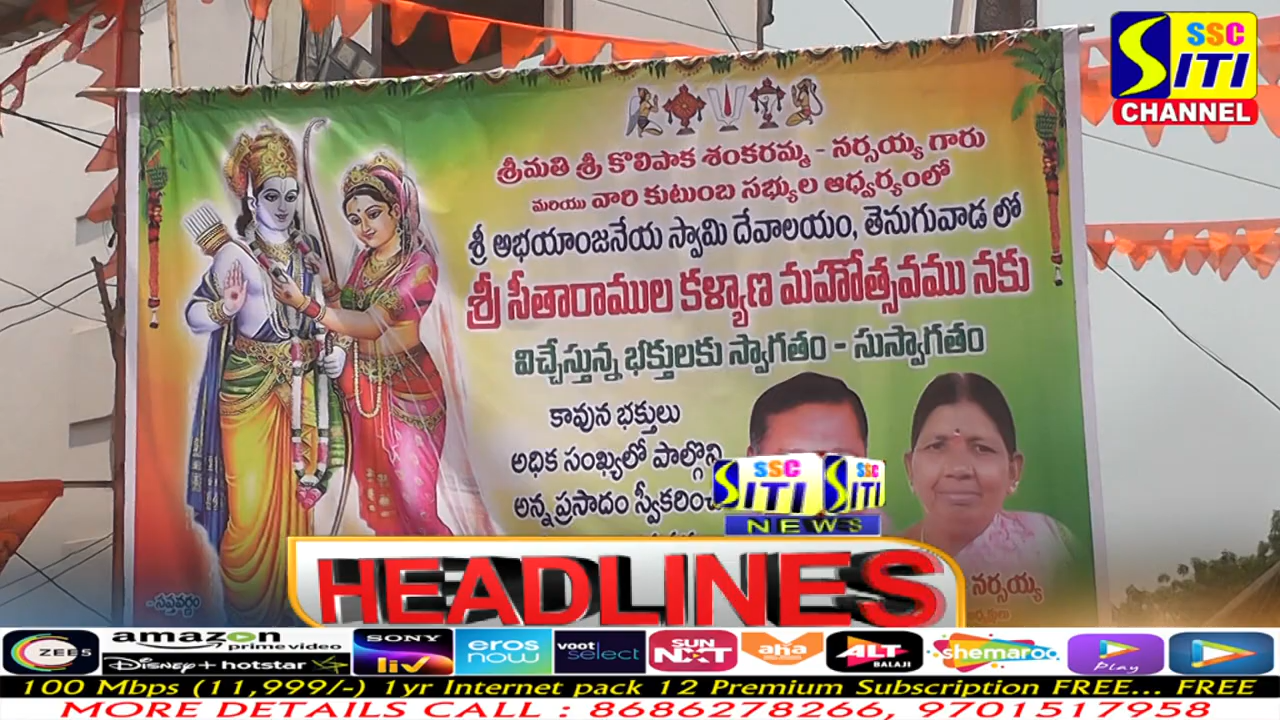 SSC
SITI
CHANNEL
శ్రీమతి శ్రీ కొలిపాక శంకరమ్మ - నర్సయ్య గారు
మరియు వారి కుటుంబ సభ్యుల ఆధ్వర్యంలో
శ్రీ అభయాంజనేయ స్వామి దేవాలయం, తెనుగువాడ లో
శ్రీ సీతారాముల కళ్యాణ మహోత్సవము నకు
విచ్చేస్తున్న భక్తులకు స్వాగతం - సుస్వాగతం
కావున భక్తులు
అధిక సంఖ్యలో పాల్గొని
అన్న ప్రసాదం
SSC SSC
SITI SITI
NEWS
నర్సయ్య
HEADLINES
ZEE5 amazon prime video Disney+ hotstar SONY liv eros now voot select SUN NXT aha ALT BALAJI shemaroo Play
100 Mbps (11,999/-) 1yr Internet pack 12 Premium Subscription FREE... FREE
MORE DETAILS CALL : 8686278266, 9701517958